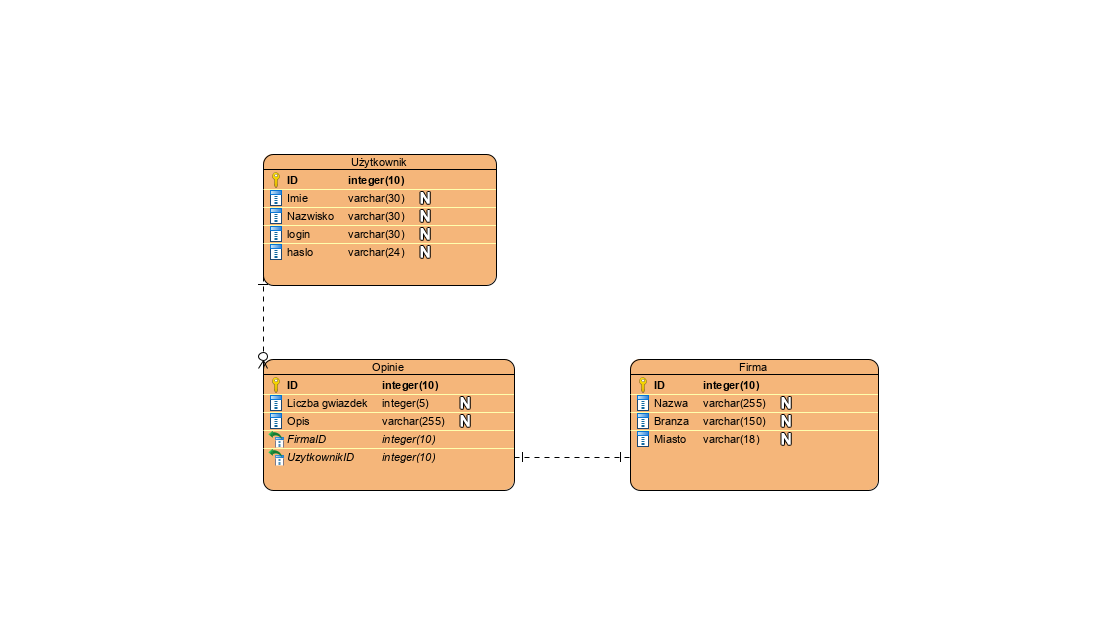 Użytkownik
ID integer(10)
Imie varchar(30) N
Nazwisko varchar(30) N
login varchar(30) N
haslo varchar(24) N
Opinie
ID integer(10)
Liczba gwiazdek integer(5) N
Opis varchar(255) N
FirmaID integer(10)
UzytkownikID integer(10)
Firma
ID integer(10)
Nazwa varchar(255) N
Branza varchar(150) N
Miasto varchar(18) N